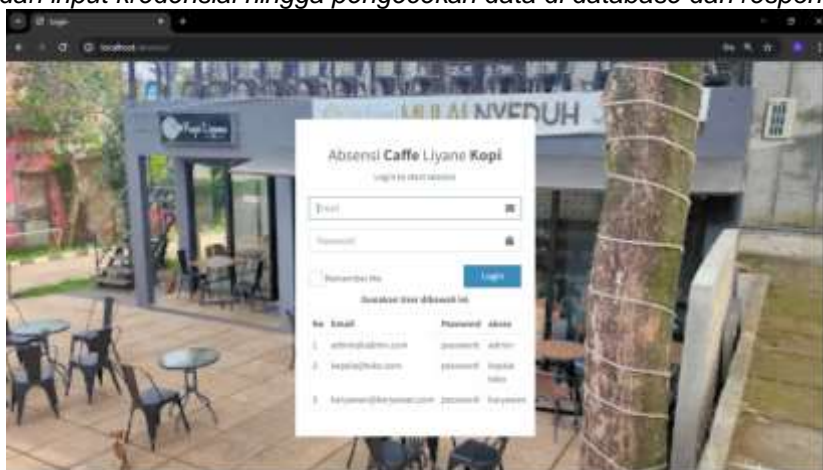 dan input kredensial hingga pengecekan data di database dan respon
Login
localhost
Kopi Liyane
MULAI NYEDUH
Absensi Caffe Liyane Kopi
Login to start session
Email
Password
Remember Me
Login
Gunakan User dibawah ini
No Email Password akses
1 admin@admin.com password admin
2 kepala@toko.com password kepala
toko
3 karyawan@karyawan.com password karyawan